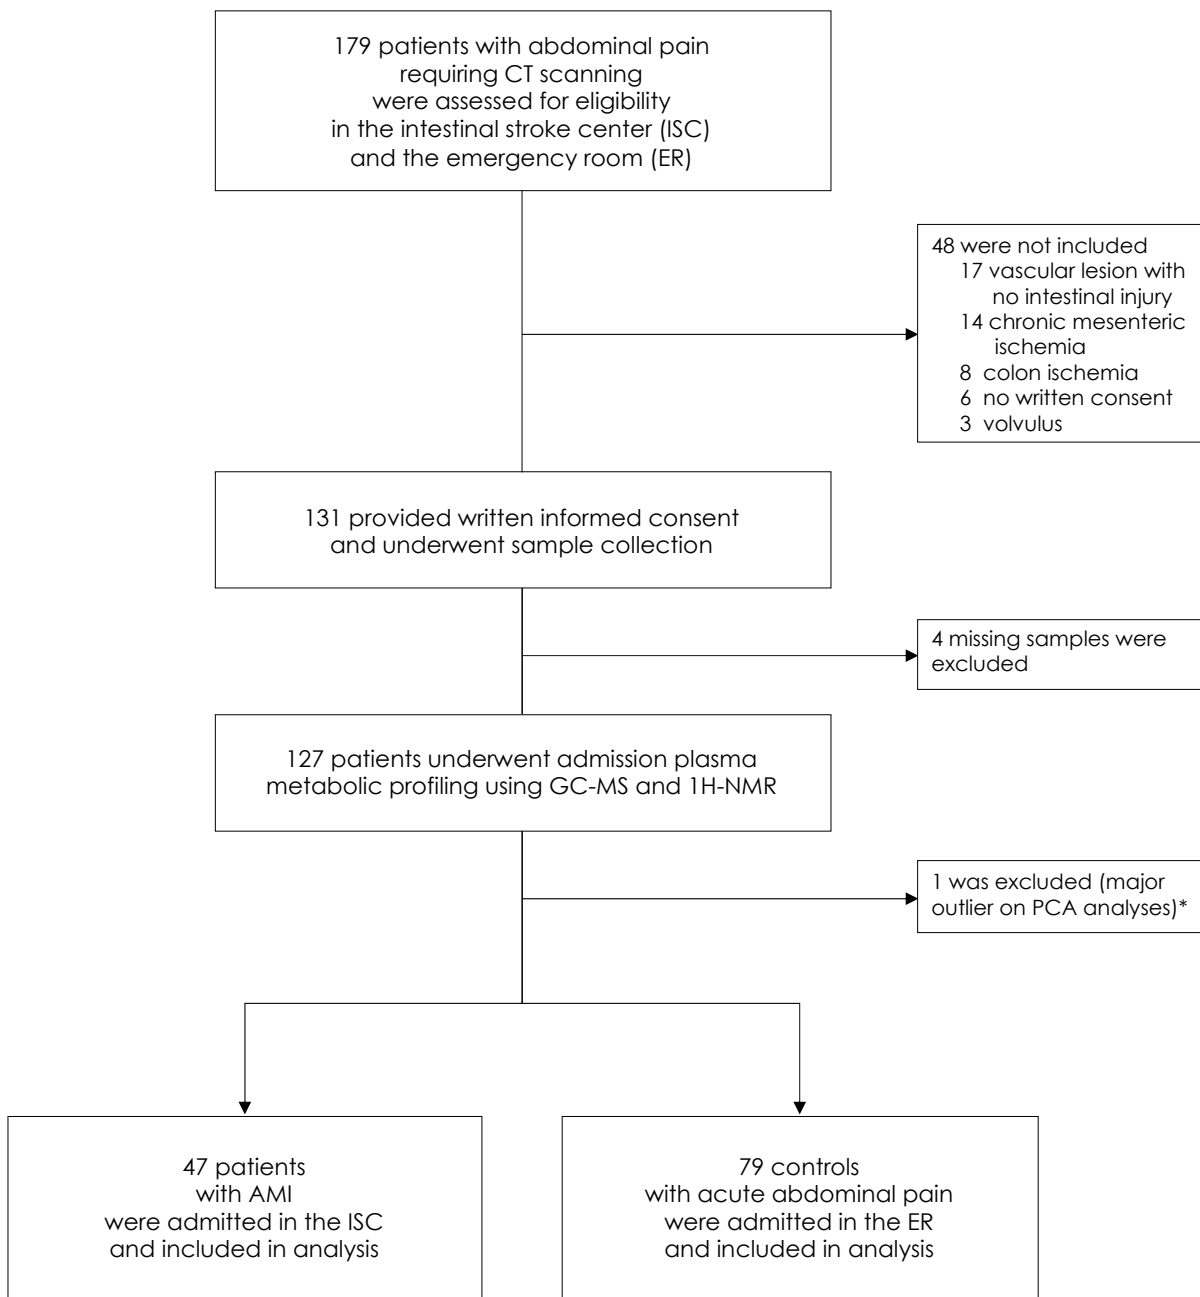 179 patients with abdominal pain
requiring CT scanning
were assessed for eligibility
in the intestinal stroke center (ISC)
and the emergency room (ER)
48 were not included
17 vascular lesion with
no intestinal injury
14 chronic mesenteric
ischemia
8 colon ischemia
6 no written consent
3 volvulus
131 provided written informed consent
and underwent sample collection
4 missing samples were
excluded
127 patients underwent admission plasma
metabolic profiling using GC-MS and 1H-NMR
1 was excluded (major
outlier on PCA analyses)*
47 patients
with AMI
were admitted in the ISC
and included in analysis
79 controls
with acute abdominal pain
were admitted in the ER
and included in analysis